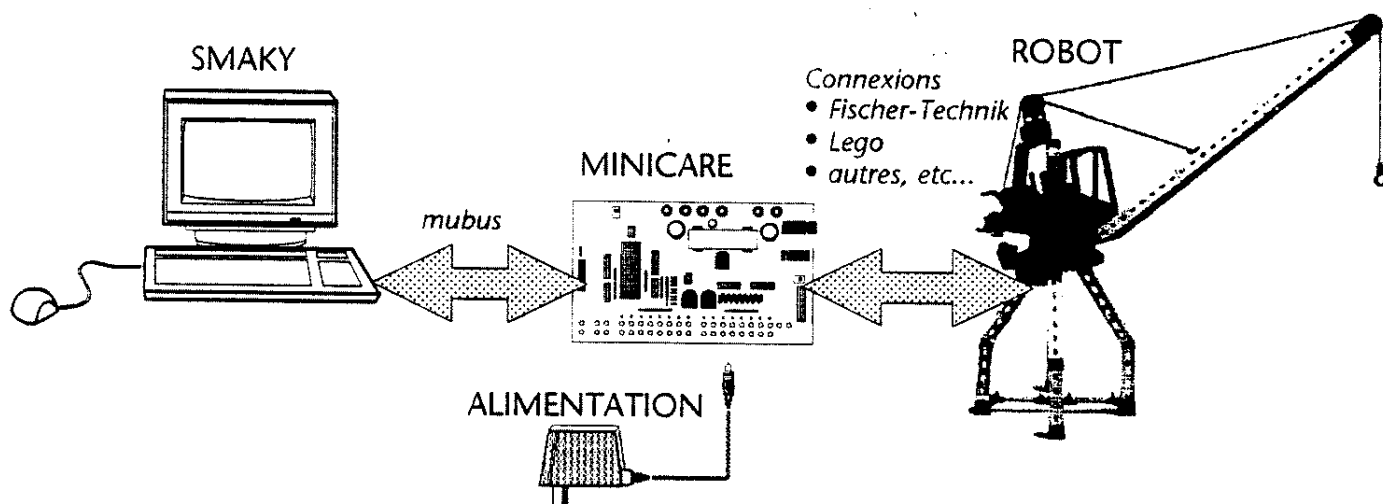 SMAKY
mubus
MINICARE
Connexions
• Fischer-Technik
• Lego
• autres, etc...
ROBOT
ALIMENTATION